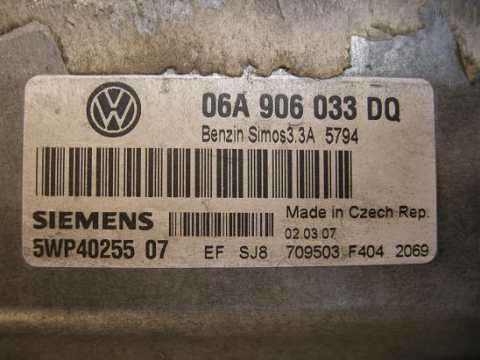 06A 906 033 DQ
Benzin Simos3.3A 5794
SIEMENS
Made in Czech Rep.
02.03.07
5WP40255 07 EF SJ8 709503 F404 2069